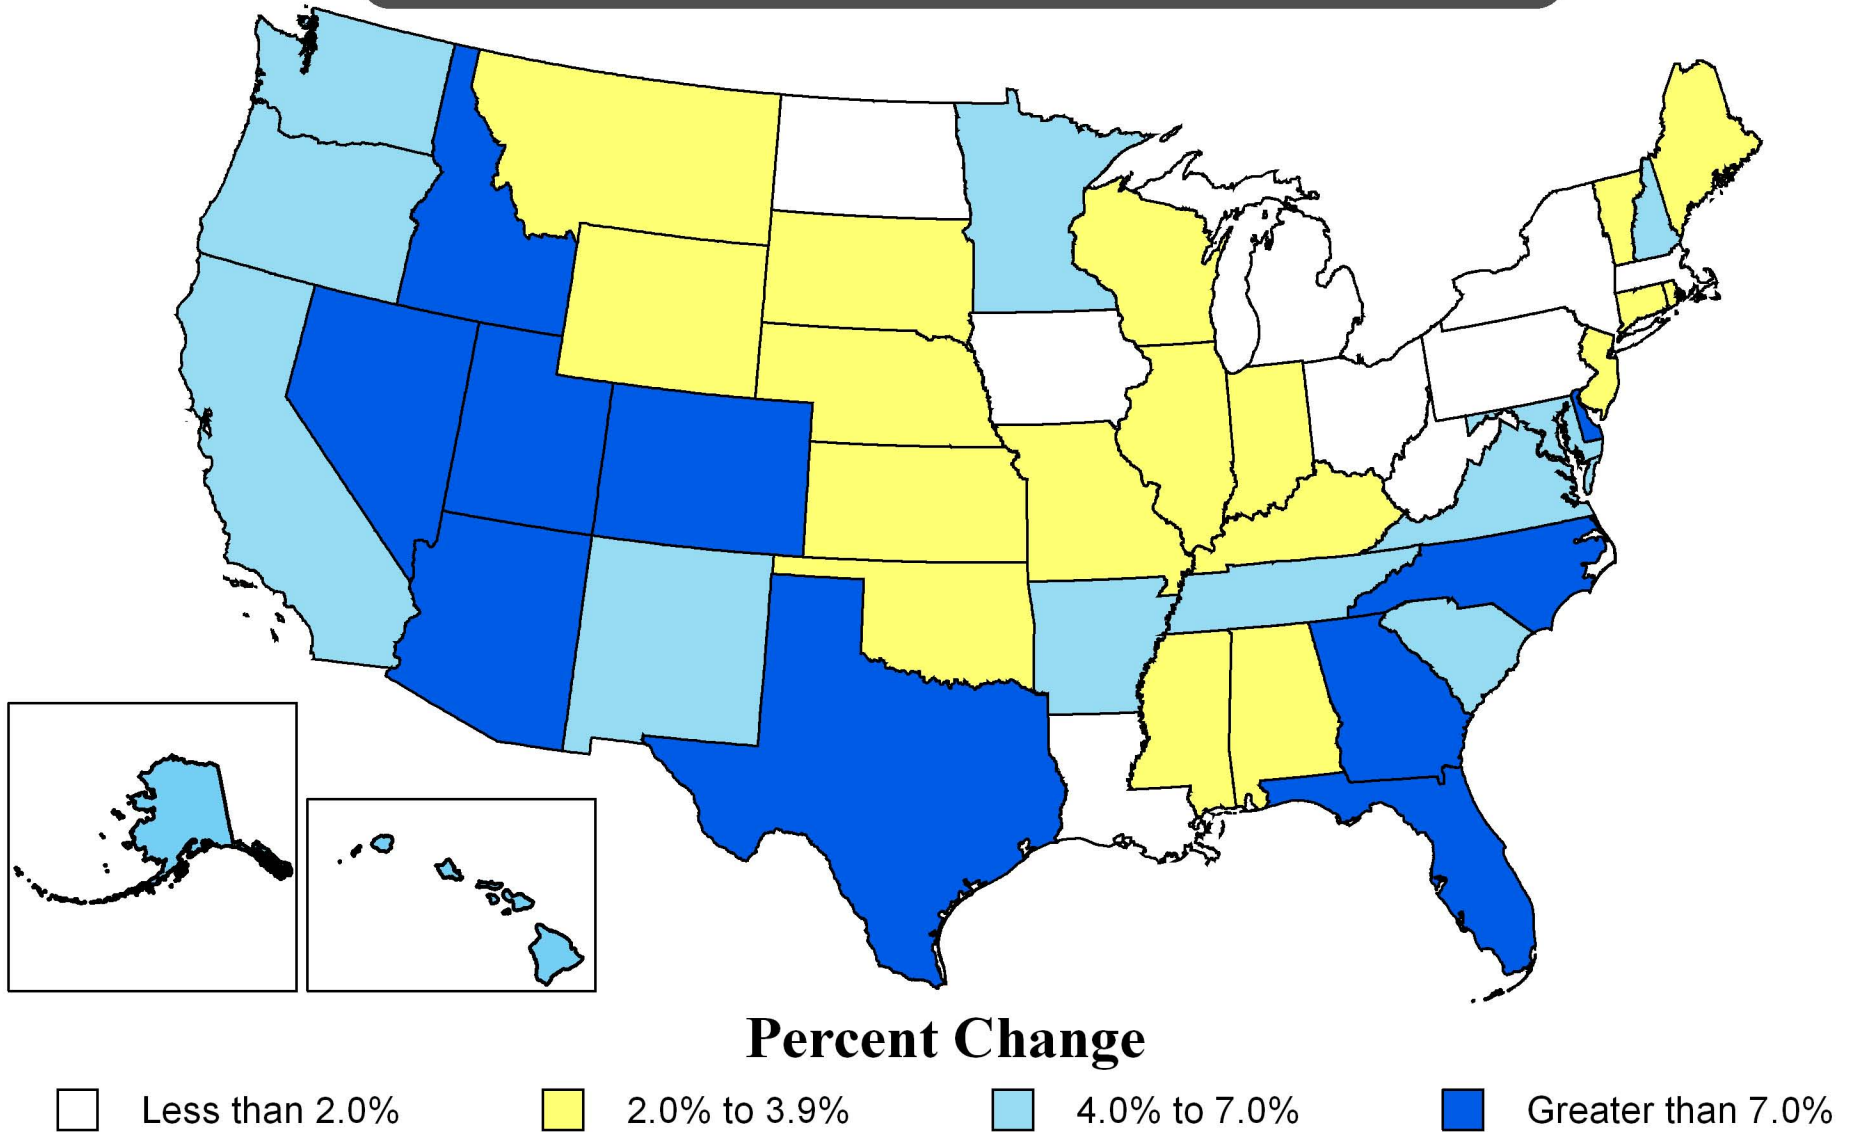 Percent Change
Less than 2.0%
2.0% to 3.9%
4.0% to 7.0%
Greater than 7.0%